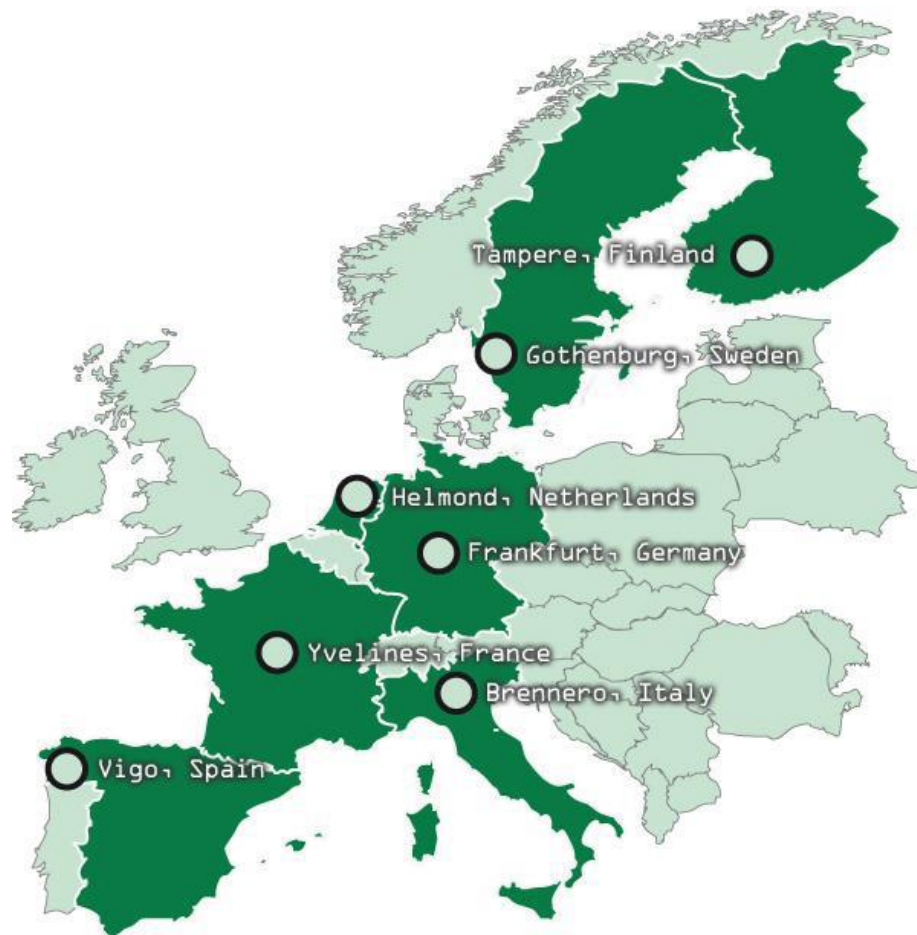 Tampere, Finland
Gothenburg, Sweden
Helmond, Netherlands
Frankfurt, Germany
Yvelines, France
Brennero, Italy
Vigo, Spain